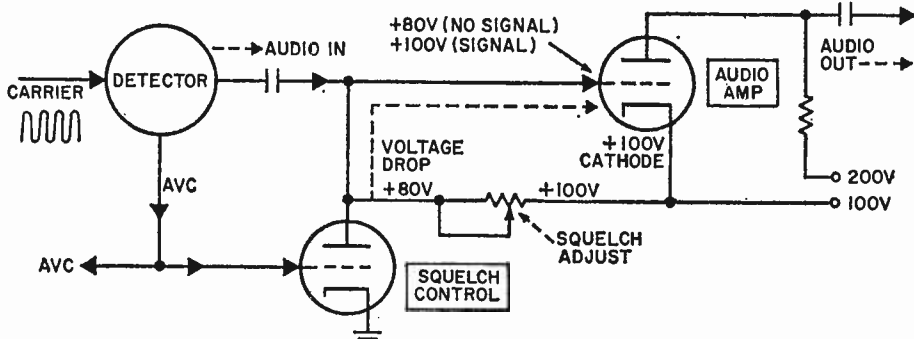 +80V (NO SIGNAL)
+100V (SIGNAL)
AUDIO IN
DETECTOR
CARRIER
AUDIO
OUT
AUDIO
AMP
+100V
CATHODE
VOLTAGE
DROP
+80V
+100V
200V
100V
AVC
SQUELCH
ADJUST
AVC
SQUELCH
CONTROL